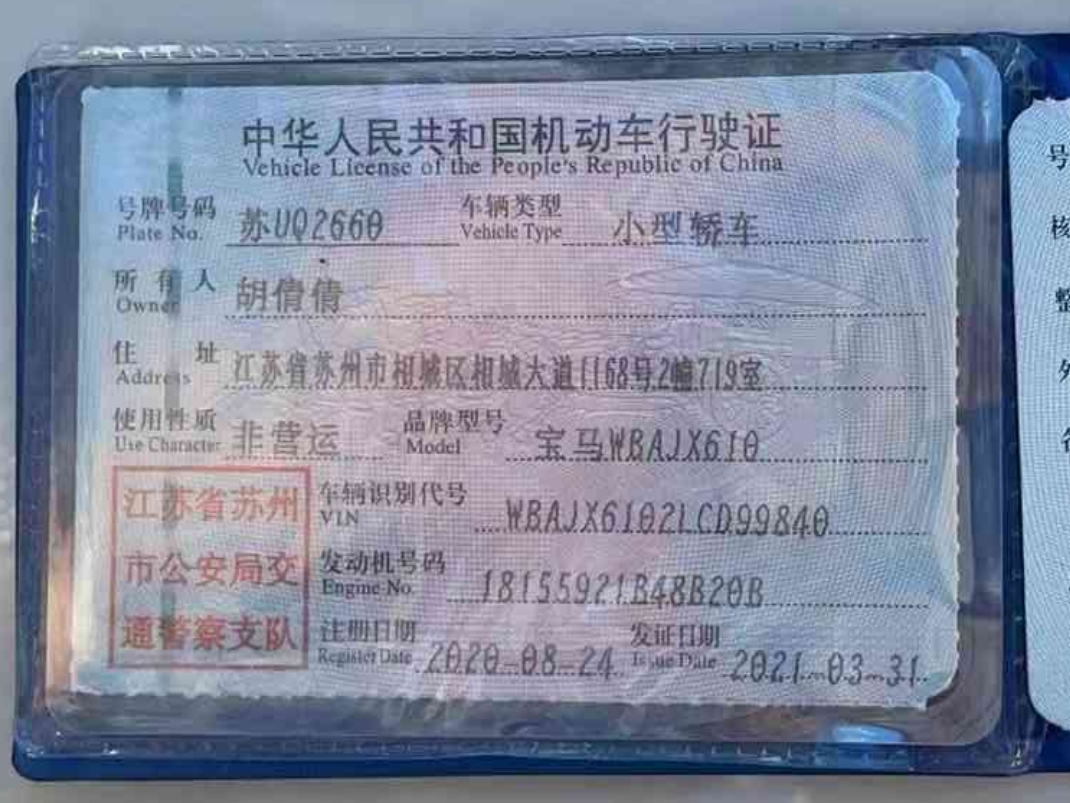 中华人民共和国机动车行驶证
Vehicle License of the People's Republic of China
号牌号码 苏UQ2660 车辆类型 小型轿车
Plate No. Vehicle Type
所有人 胡倩倩
Owner
住址 江苏省苏州市相城区相城大道1168号2幢719室
Address
使用性质 非营运 品牌型号 宝马WBAJX610
Use Character Model
江苏省苏州
市公安局交
通警察支队
车辆识别代号 WBAJX6102LCD99840
VIN
发动机号码 18155921B48B20B
Engine No.
注册日期 2020-08-24 发证日期 2021-03-31
Register Date Issue Date
号
核
整